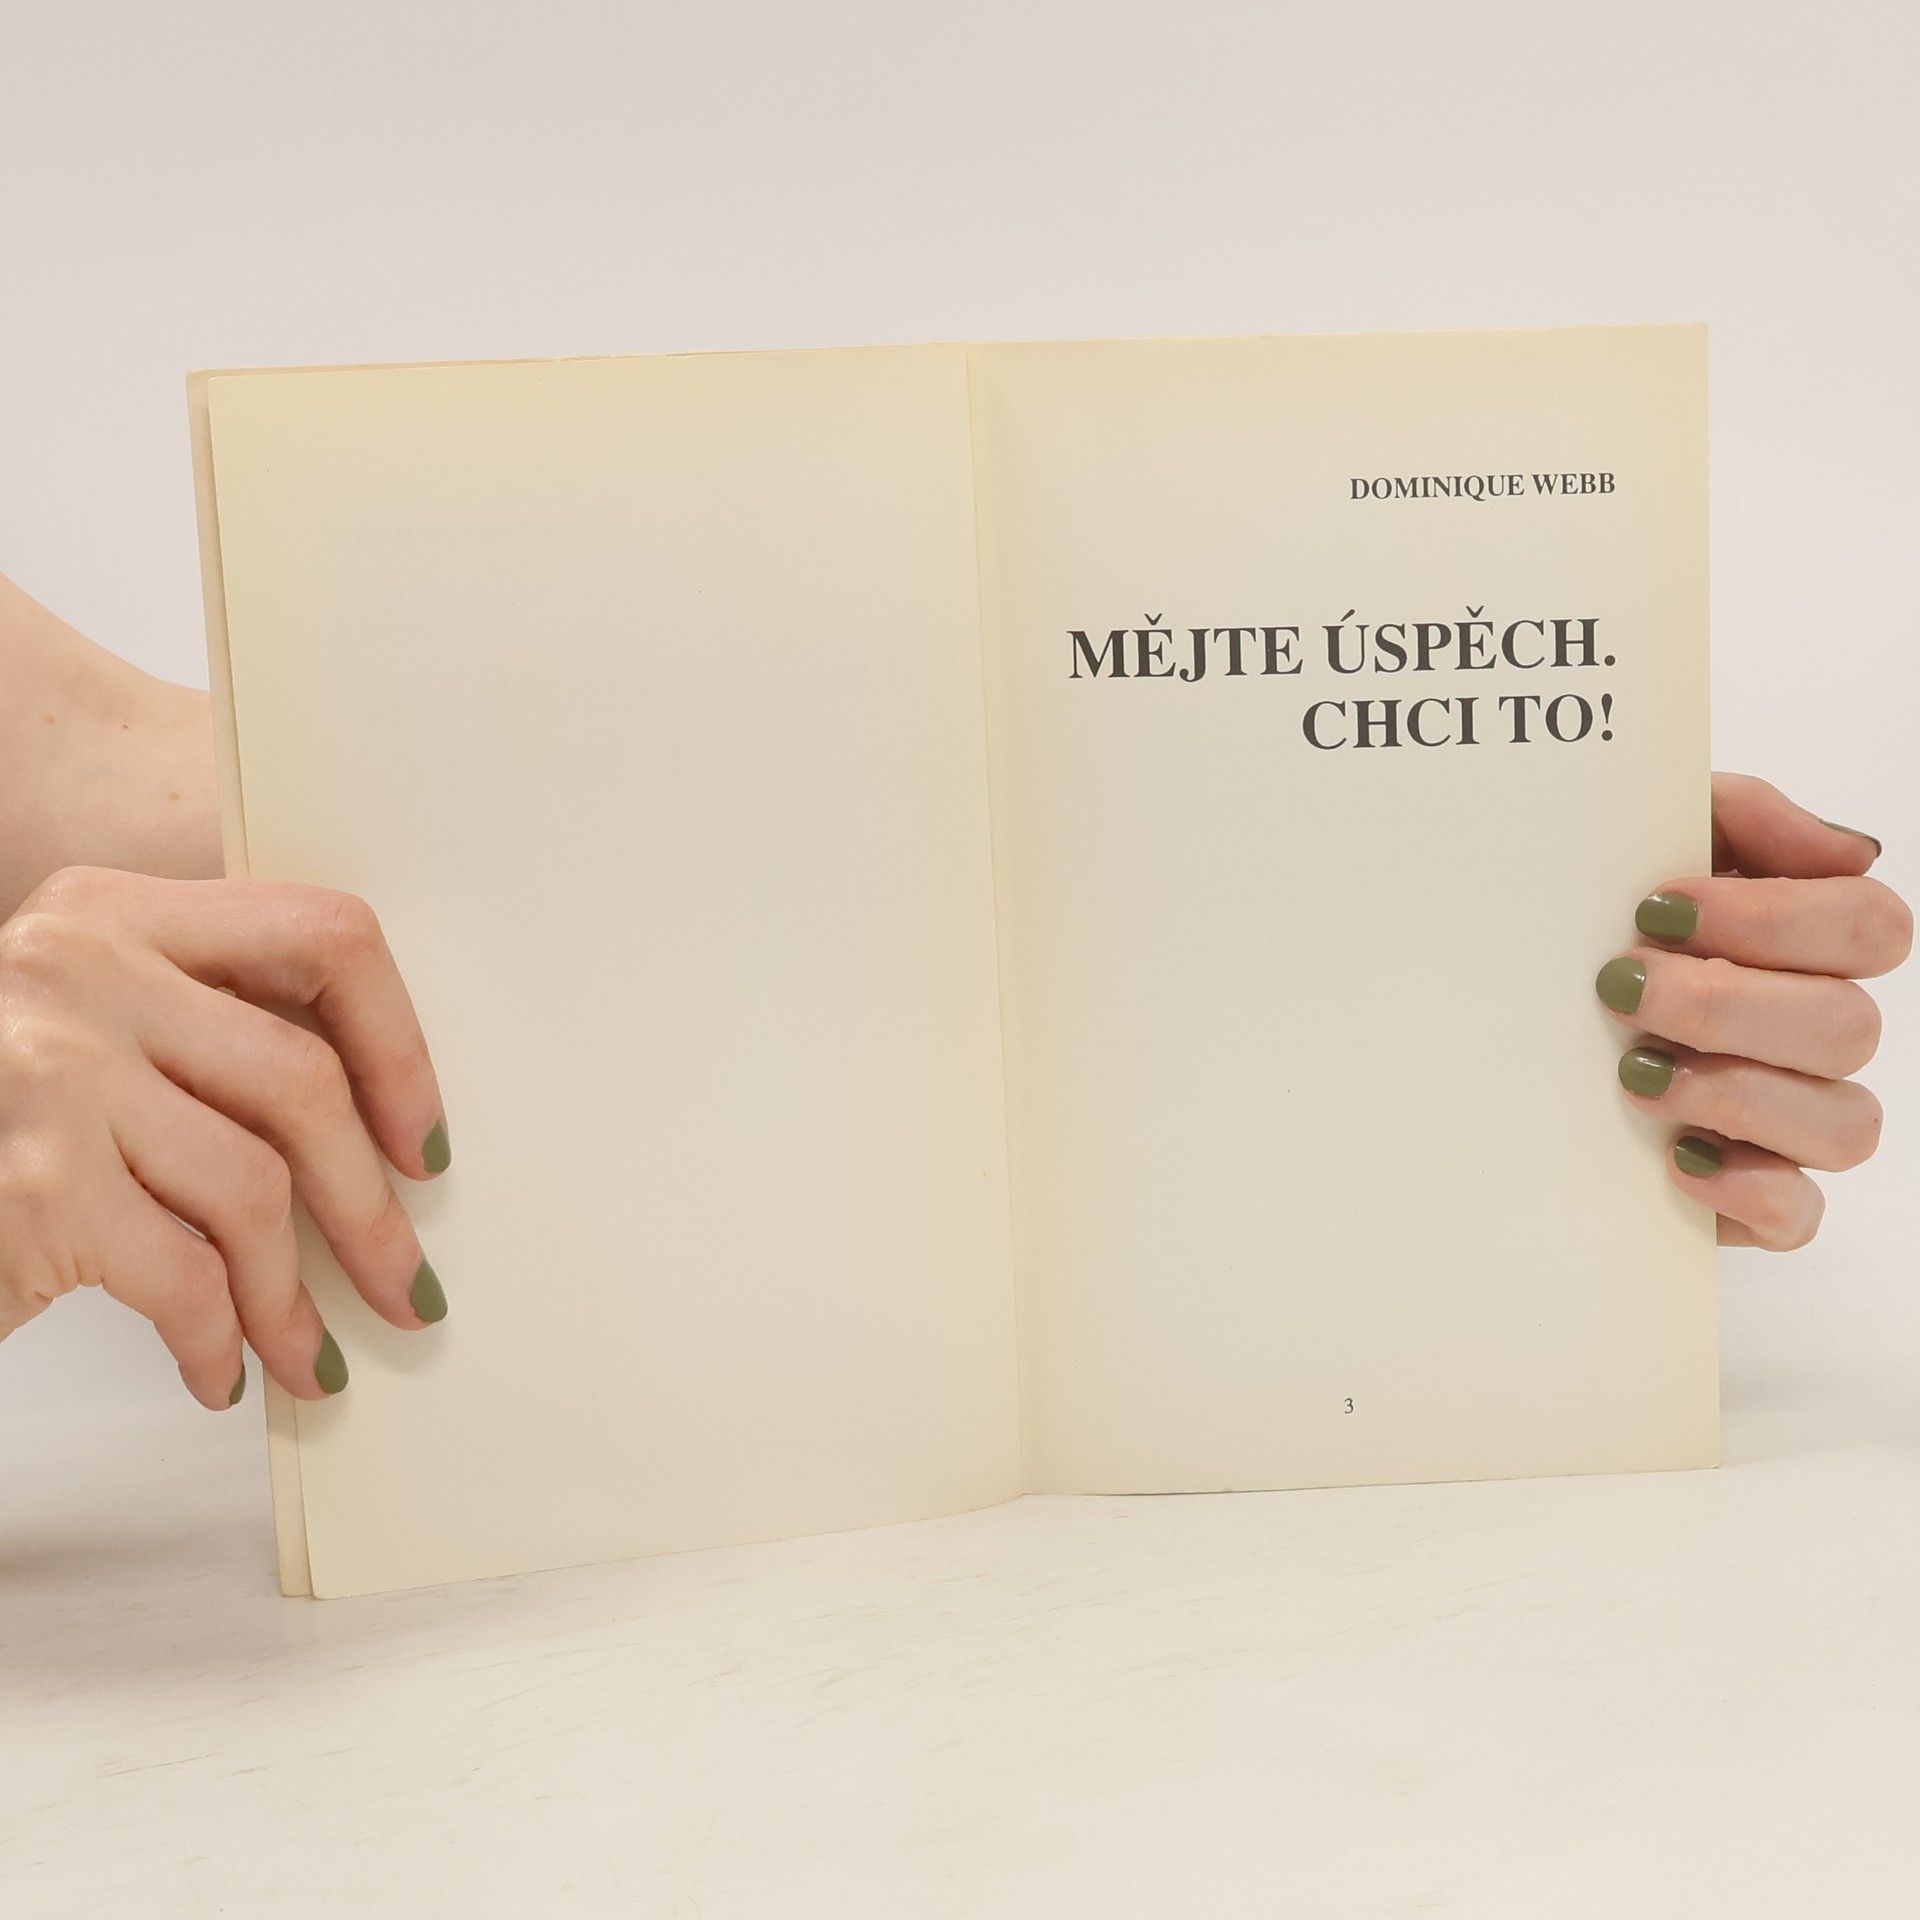 DOMINIQUE WEBB
MĚJTE ÚSPĚCH.
CHCI TO!
3